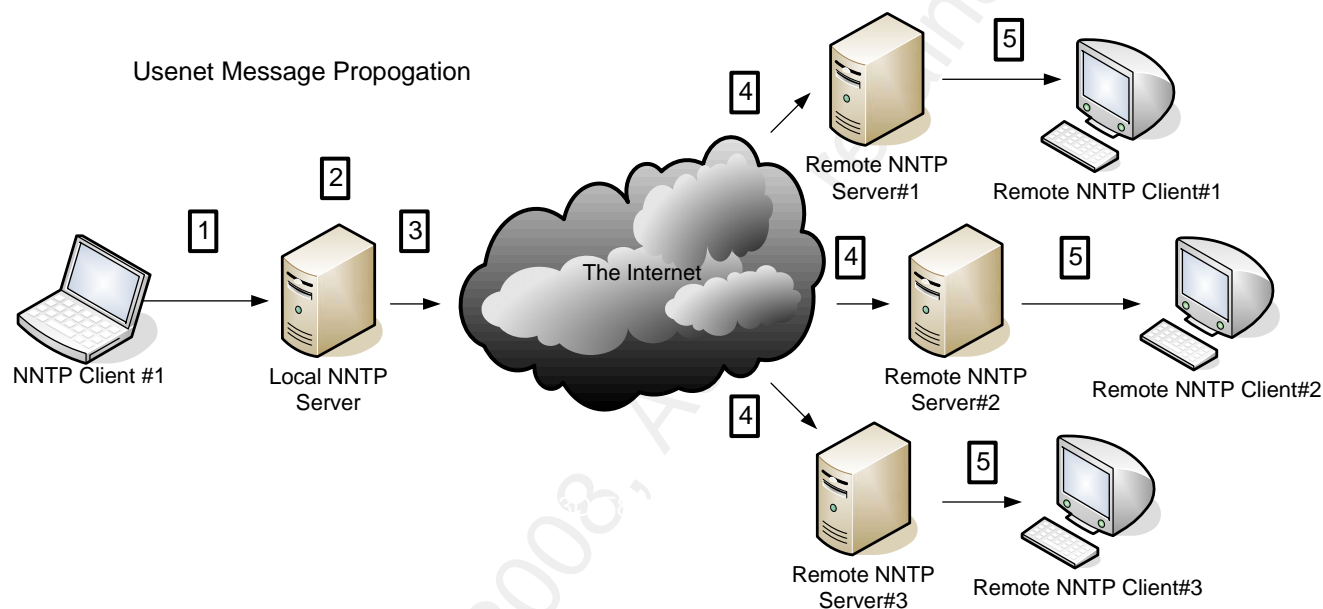 Usenet Message Propogation
1
2
3
4
5
4
5
4
5
NNTP Client #1
Local NNTP
Server
The Internet
Remote NNTP
Server#1
Remote NNTP Client#1
Remote NNTP
Server#2
Remote NNTP Client#2
Remote NNTP
Server#3
Remote NNTP Client#3
2008, A